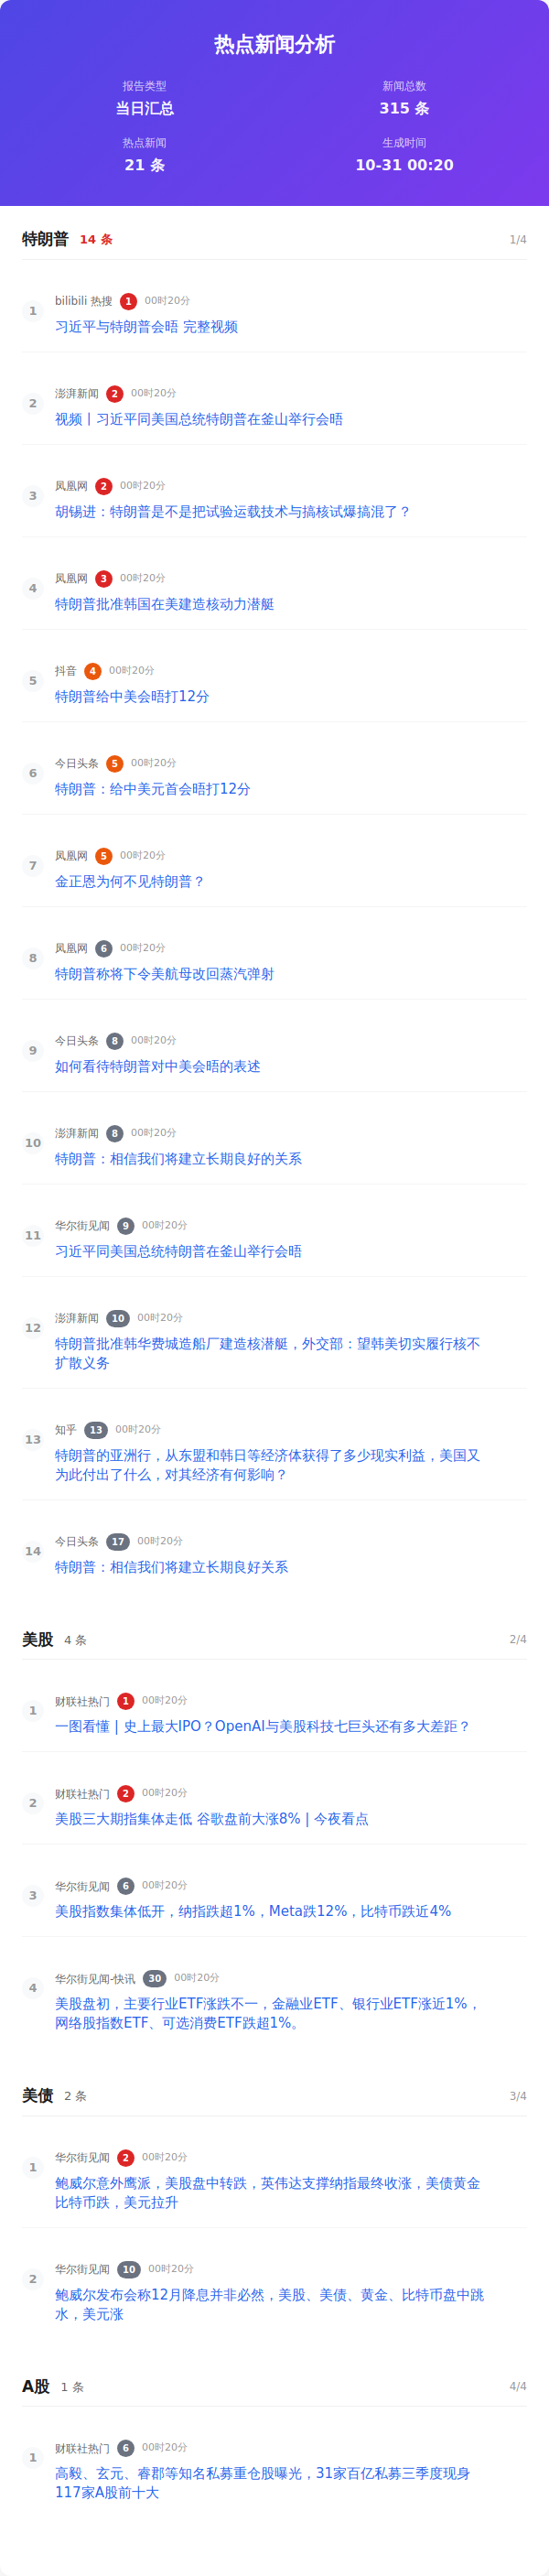 热点新闻分析
报告类型
新闻总数
当日汇总
315 条
热点新闻
生成时间
21 条
10-31 00:20
特朗普 14 条 1/4
1 bilibili 热搜 1 00时20分
习近平与特朗普会晤 完整视频
2 澎湃新闻 2 00时20分
视频丨习近平同美国总统特朗普在釜山举行会晤
3 凤凰网 2 00时20分
胡锡进：特朗普是不是把试验运载技术与搞核试爆搞混了？
4 凤凰网 3 00时20分
特朗普批准韩国在美建造核动力潜艇
5 抖音 4 00时20分
特朗普给中美会晤打12分
6 今日头条 5 00时20分
特朗普：给中美元首会晤打12分
7 凤凰网 5 00时20分
金正恩为何不见特朗普？
8 凤凰网 6 00时20分
特朗普称将下令美航母改回蒸汽弹射
9 今日头条 8 00时20分
如何看待特朗普对中美会晤的表述
10 澎湃新闻 8 00时20分
特朗普：相信我们将建立长期良好的关系
11 华尔街见闻 9 00时20分
习近平同美国总统特朗普在釜山举行会晤
12 澎湃新闻 10 00时20分
特朗普批准韩华费城造船厂建造核潜艇，外交部：望韩美切实履行核不
扩散义务
13 知乎 13 00时20分
特朗普的亚洲行，从东盟和韩日等经济体获得了多少现实利益，美国又
为此付出了什么，对其经济有何影响？
14 今日头条 17 00时20分
特朗普：相信我们将建立长期良好关系
美股 4 条 2/4
1 财联社热门 1 00时20分
一图看懂 | 史上最大IPO？OpenAI与美股科技七巨头还有多大差距？
2 财联社热门 2 00时20分
美股三大期指集体走低 谷歌盘前大涨8% | 今夜看点
3 华尔街见闻 6 00时20分
美股指数集体低开，纳指跌超1%，Meta跌12%，比特币跌近4%
4 华尔街见闻-快讯 30 00时20分
美股盘初，主要行业ETF涨跌不一，金融业ETF、银行业ETF涨近1%，
网络股指数ETF、可选消费ETF跌超1%。
美债 2 条 3/4
1 华尔街见闻 2 00时20分
鲍威尔意外鹰派，美股盘中转跌，英伟达支撑纳指最终收涨，美债黄金
比特币跌，美元拉升
2 华尔街见闻 10 00时20分
鲍威尔发布会称12月降息并非必然，美股、美债、黄金、比特币盘中跳
水，美元涨
A股 1 条 4/4
1 财联社热门 6 00时20分
高毅、玄元、睿郡等知名私募重仓股曝光，31家百亿私募三季度现身
117家A股前十大